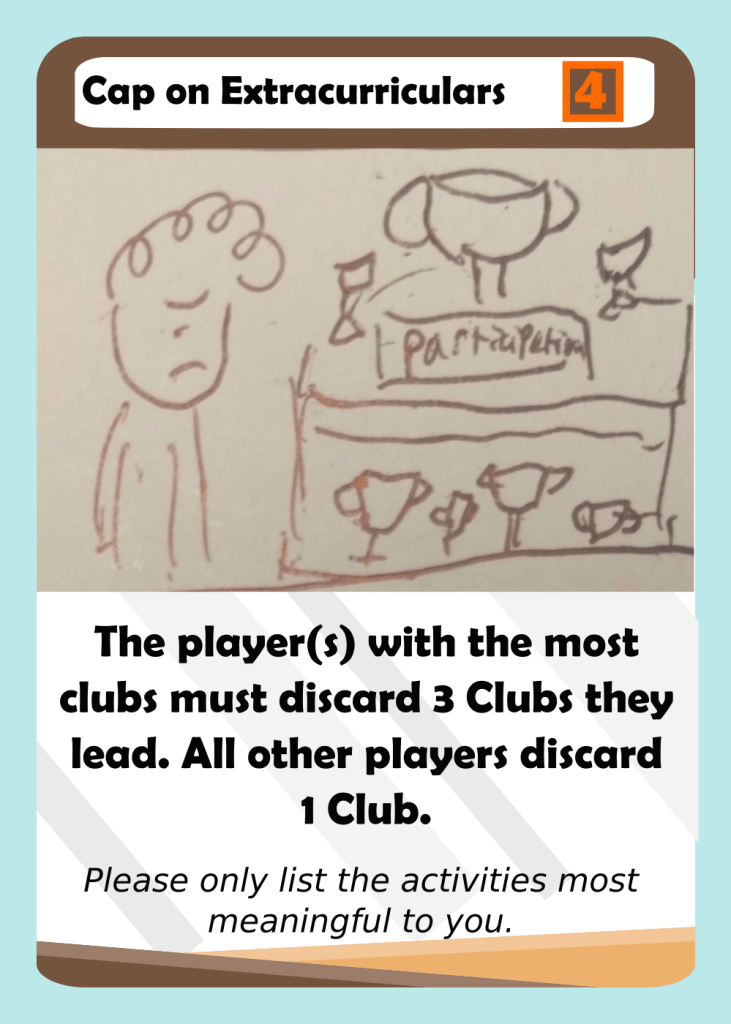 Cap on Extracurriculars 4
Participation
The player(s) with the most
clubs must discard 3 Clubs they
lead. All other players discard
1 Club.
Please only list the activities most
meaningful to you.